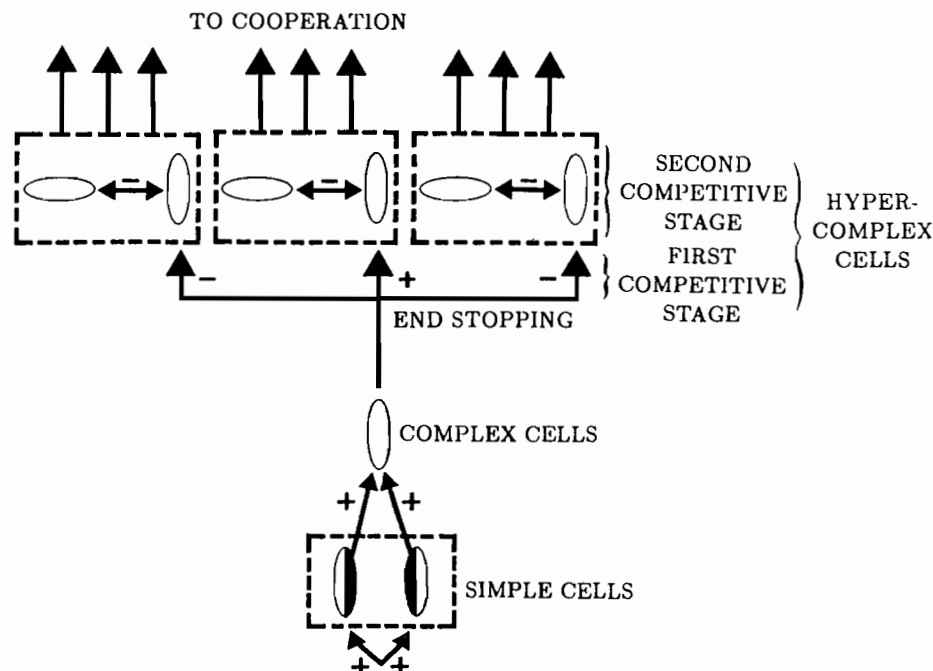 TO COOPERATION
−
−
−
SECOND
COMPETITIVE
STAGE
HYPER-
COMPLEX
CELLS
−
+
−
FIRST
COMPETITIVE
STAGE
END STOPPING
COMPLEX CELLS
+ +
SIMPLE CELLS
+ +